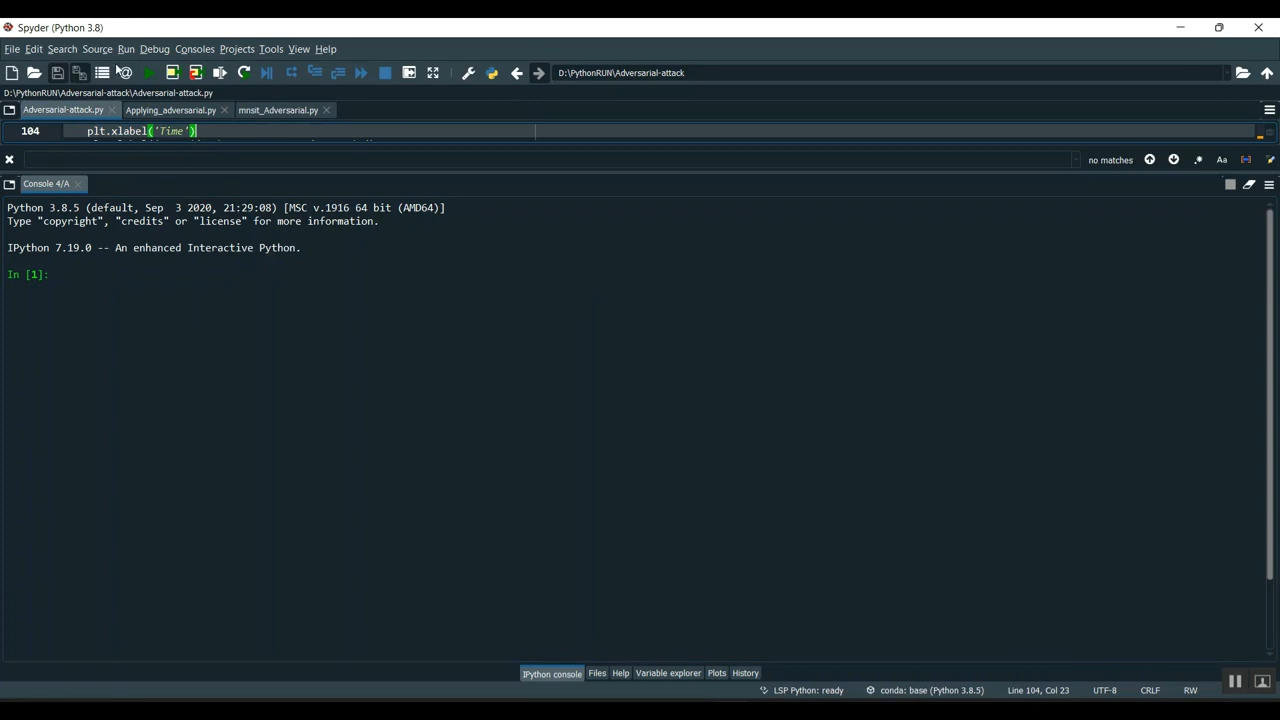 Spyder (Python 3.8)
File Edit Search Source Run Debug Consoles Projects Tools View Help
D:\PythonRUN\Adversarial-attack
D:\PythonRUN\Adversarial-attack\Adversarial-attack.py
Adversarial-attack.py Applying_adversarial.py mnsit_Adversarial.py
104 plt.xlabel('Time')
no matches .* Aa
Console 4/A
Python 3.8.5 (default, Sep 3 2020, 21:29:08) [MSC v.1916 64 bit (AMD64)]
Type "copyright", "credits" or "license" for more information.
IPython 7.19.0 -- An enhanced Interactive Python.
In [1]:
IPython console Files Help Variable explorer Plots History
LSP Python: ready conda: base (Python 3.8.5) Line 104, Col 23 UTF-8 CRLF RW